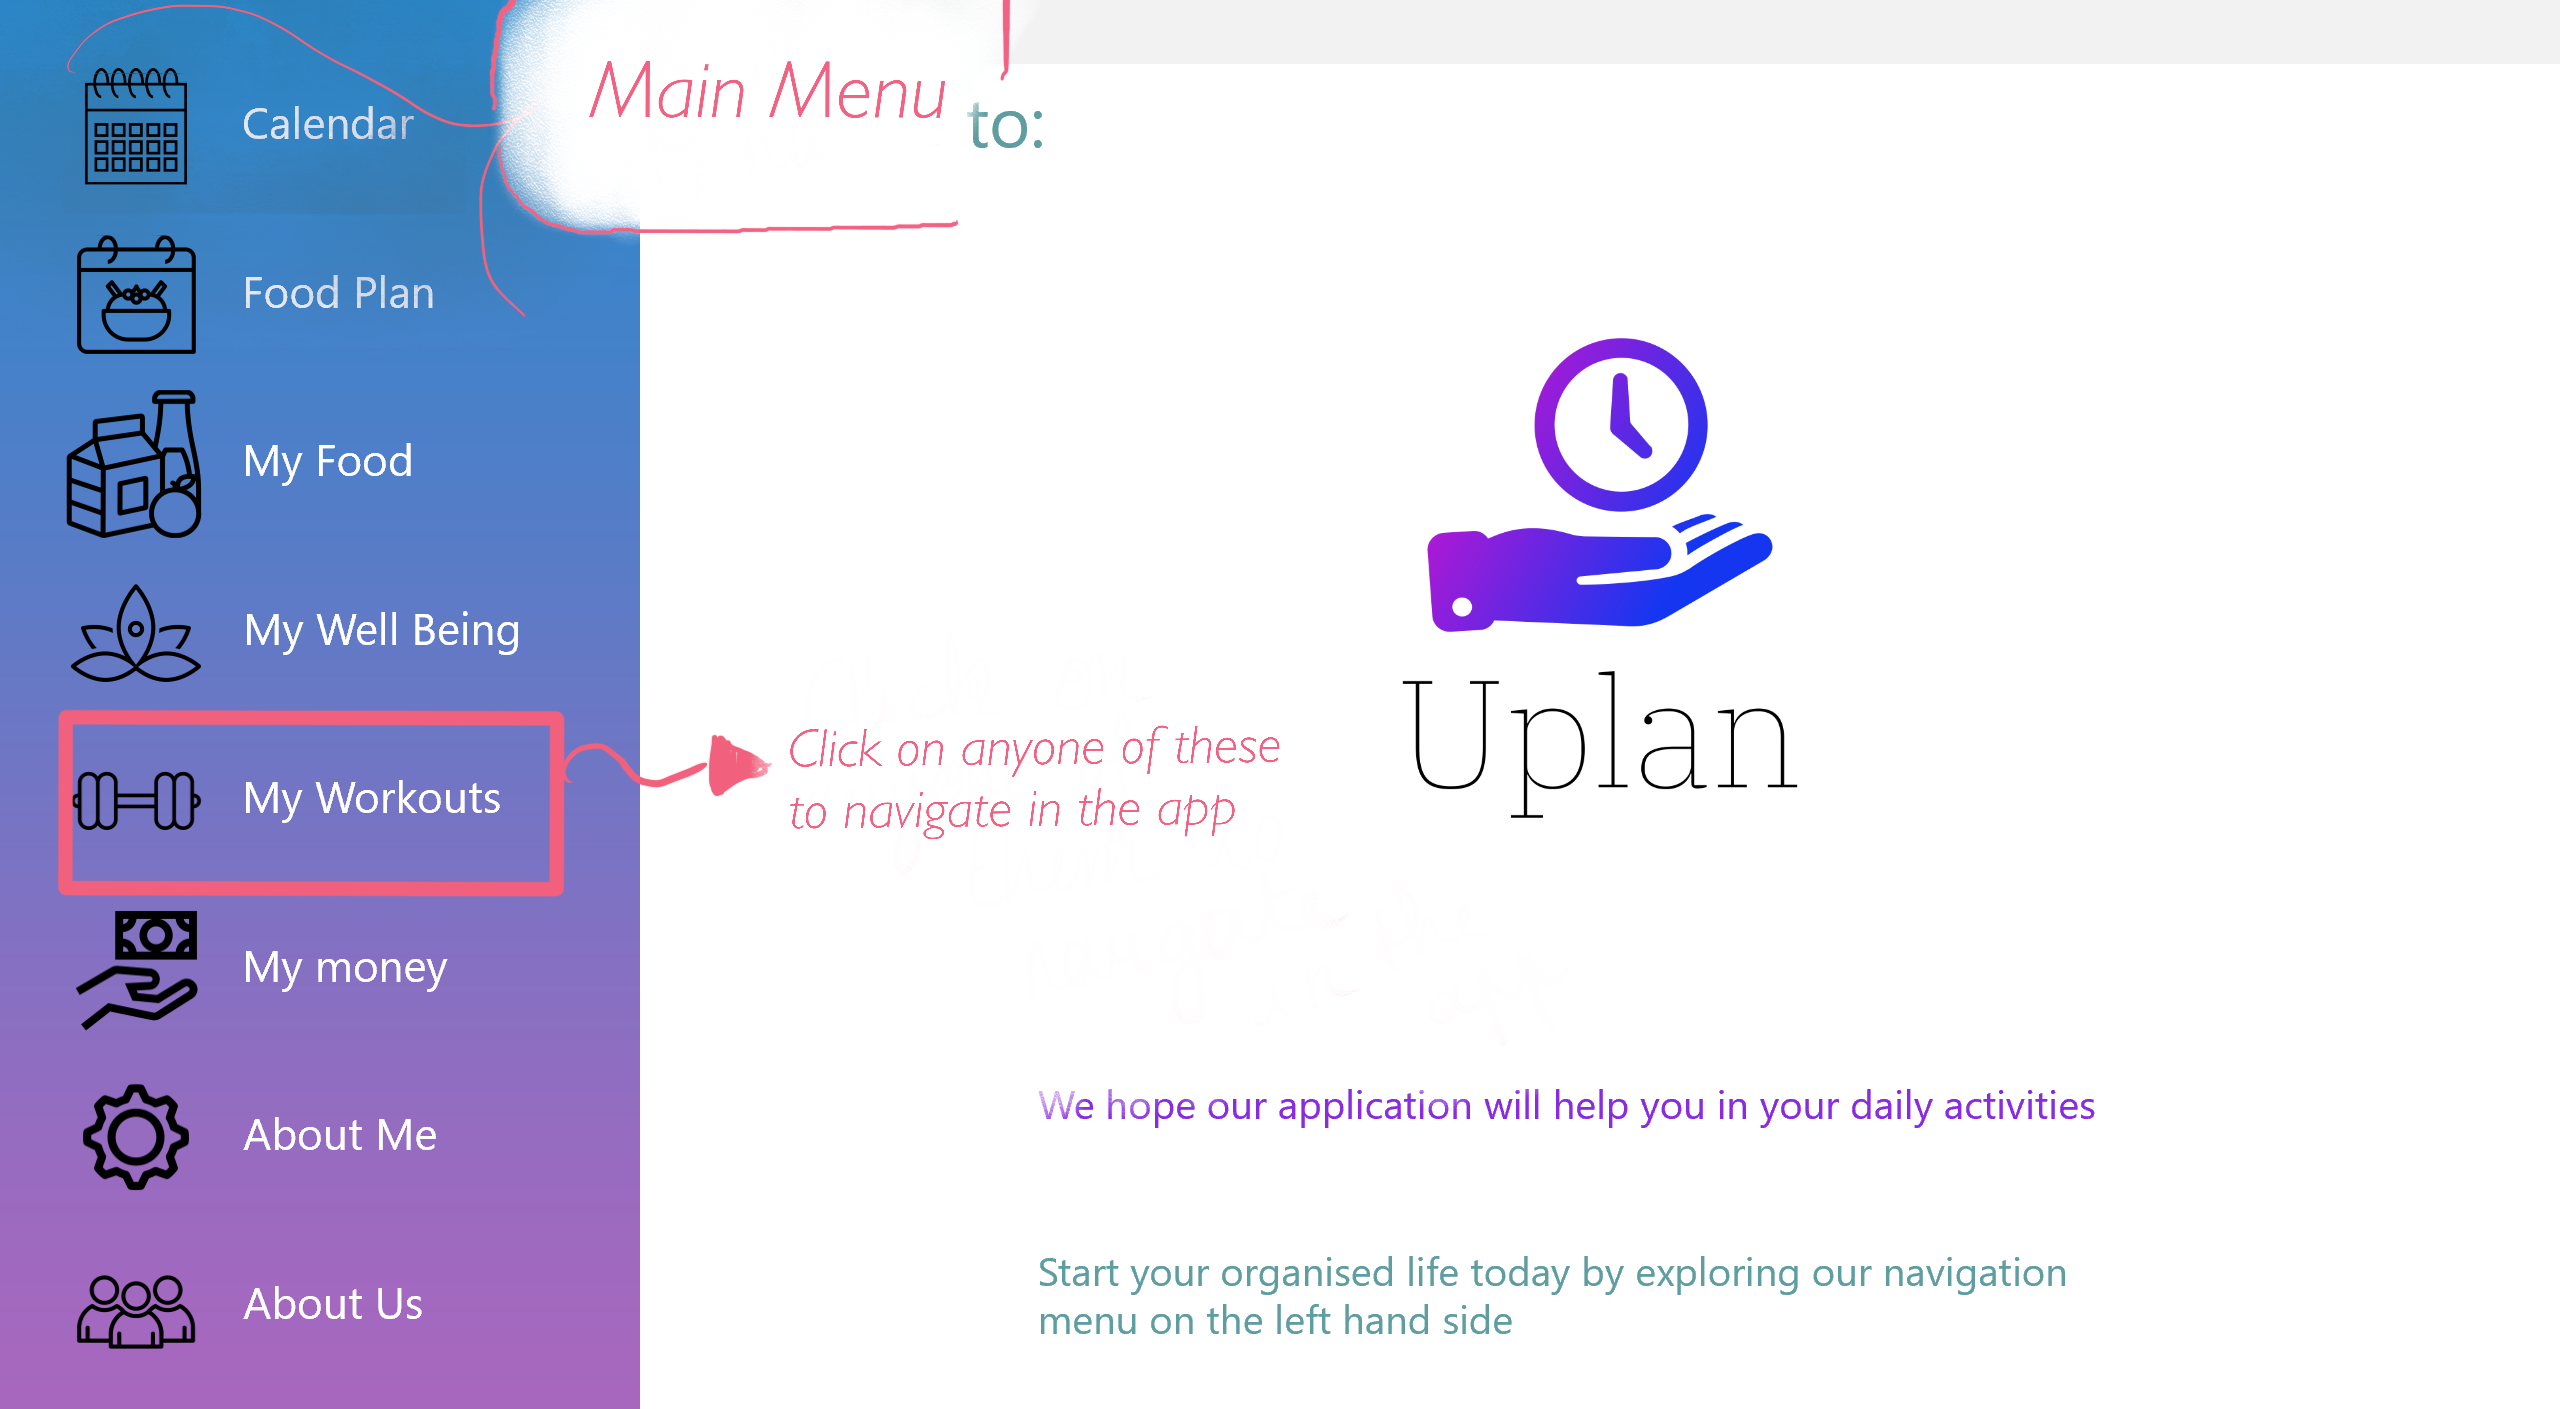 Main Menu
to:
Calendar
Food Plan
My Food
My Well Being
My Workouts
My money
About Me
About Us
Click on anyone of these
to navigate in the app
Uplan
We hope our application will help you in your daily activities
Start your organised life today by exploring our navigation
menu on the left hand side